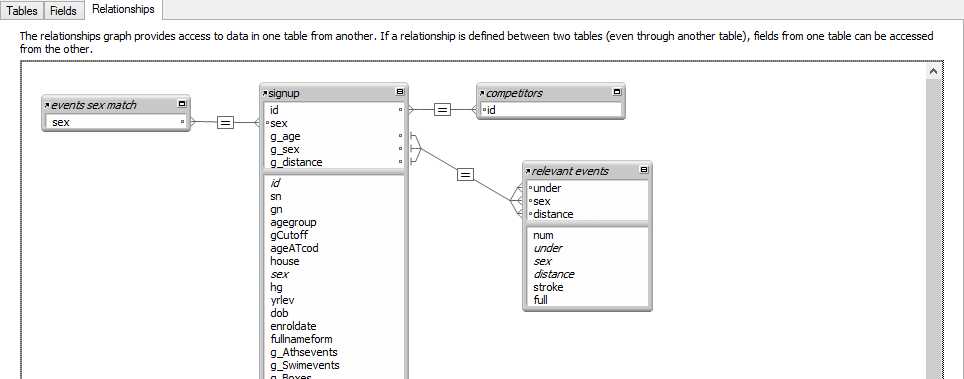 Tables Fields Relationships
The relationships graph provides access to data in one table from another. If a relationship is defined between two tables (even through another table), fields from one table can be accessed
from the other.
events sex match
sex
=
signup
id
sex
g_age
g_sex
g_distance
id
sn
gn
agegroup
gCutoff
ageATcod
house
sex
hg
yrlev
dob
enroldate
fullnameform
g_Athsevents
g_Swimevents
g_Boxes
=
competitors
id
=
relevant events
under
sex
distance
num
under
sex
distance
stroke
full